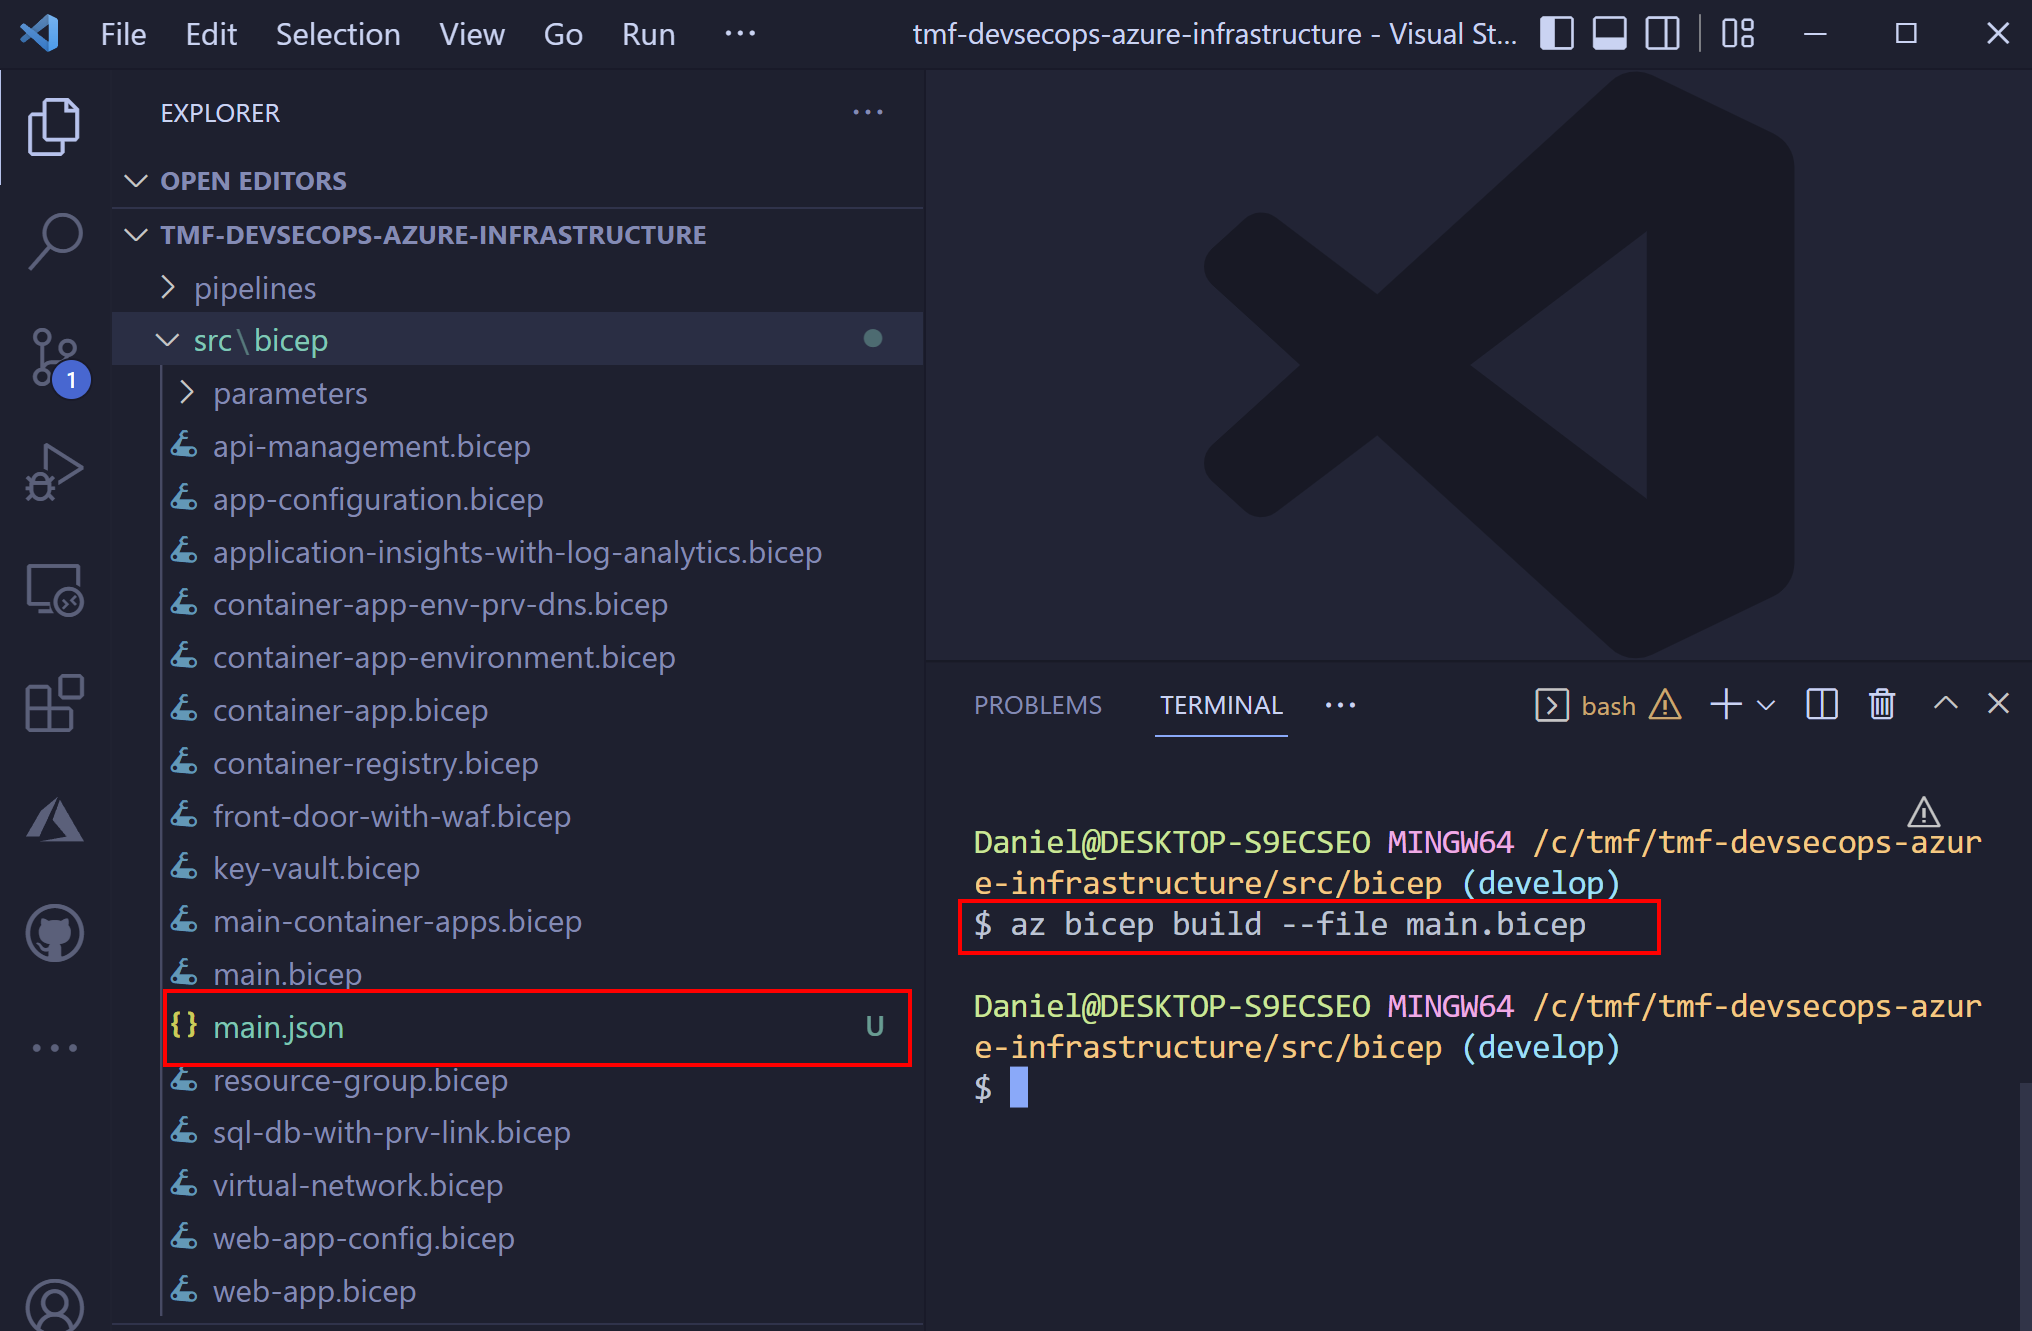 File Edit Selection View Go Run ··· tmf-devsecops-azure-infrastructure - Visual St...
EXPLORER ···
OPEN EDITORS
TMF-DEVSECOPS-AZURE-INFRASTRUCTURE
pipelines
src\bicep
parameters
api-management.bicep
app-configuration.bicep
application-insights-with-log-analytics.bicep
container-app-env-prv-dns.bicep
container-app-environment.bicep
container-app.bicep
container-registry.bicep
front-door-with-waf.bicep
key-vault.bicep
main-container-apps.bicep
main.bicep
{} main.json U
resource-group.bicep
sql-db-with-prv-link.bicep
virtual-network.bicep
web-app-config.bicep
web-app.bicep
1
PROBLEMS TERMINAL ··· bash
Daniel@DESKTOP-S9ECSEO MINGW64 /c/tmf/tmf-devsecops-azur
e-infrastructure/src/bicep (develop)
$ az bicep build --file main.bicep
Daniel@DESKTOP-S9ECSEO MINGW64 /c/tmf/tmf-devsecops-azur
e-infrastructure/src/bicep (develop)
$